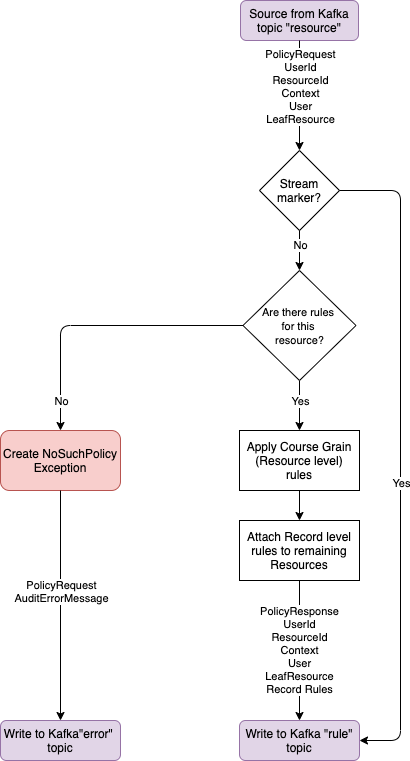 Source from Kafka
topic "resource"
PolicyRequest
UserId
ResourceId
Context
User
LeafResource
Stream
marker?
No
Yes
Are there rules
for this
resource?
No
Yes
Create NoSuchPolicy
Exception
Apply Course Grain
(Resource level)
rules
Attach Record level
rules to remaining
Resources
PolicyRequest
AuditErrorMessage
PolicyResponse
UserId
ResourceId
Context
User
LeafResource
Record Rules
Write to Kafka"error"
topic
Write to Kafka "rule"
topic